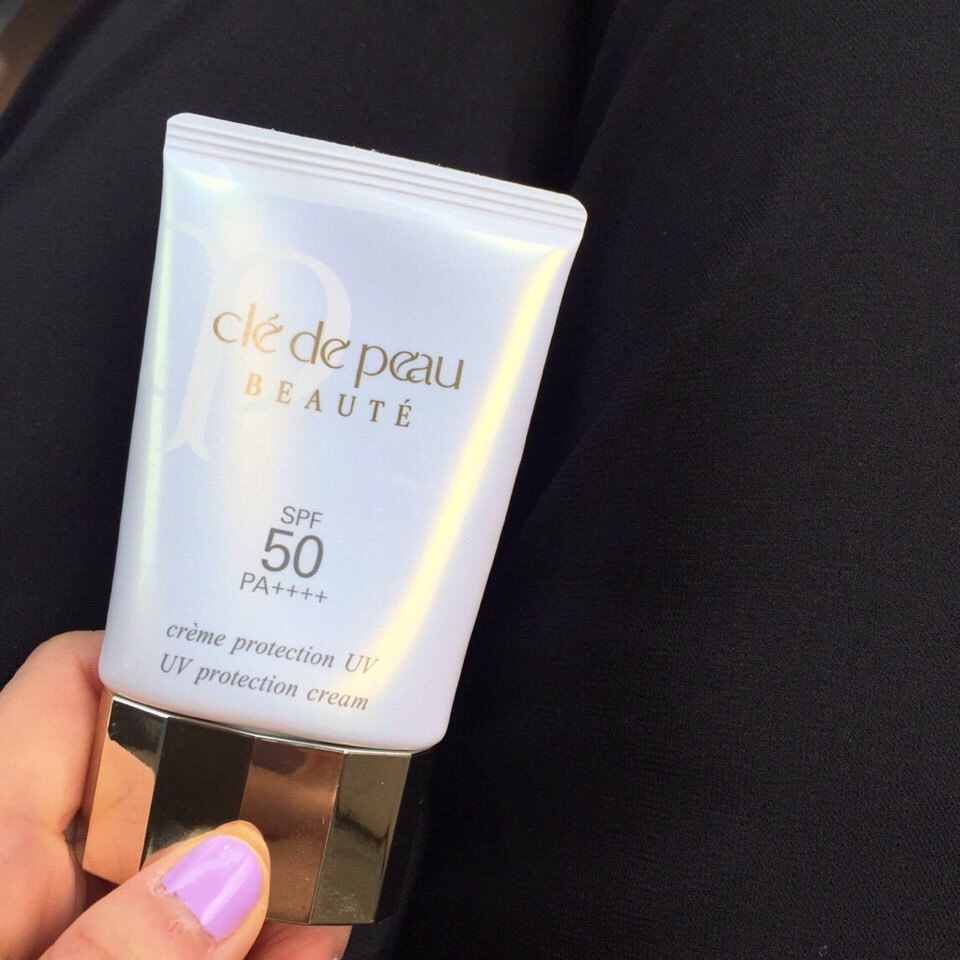 clé de peau
BEAUTÉ
SPF
50
PA++++
crème protection UV
UV protection cream